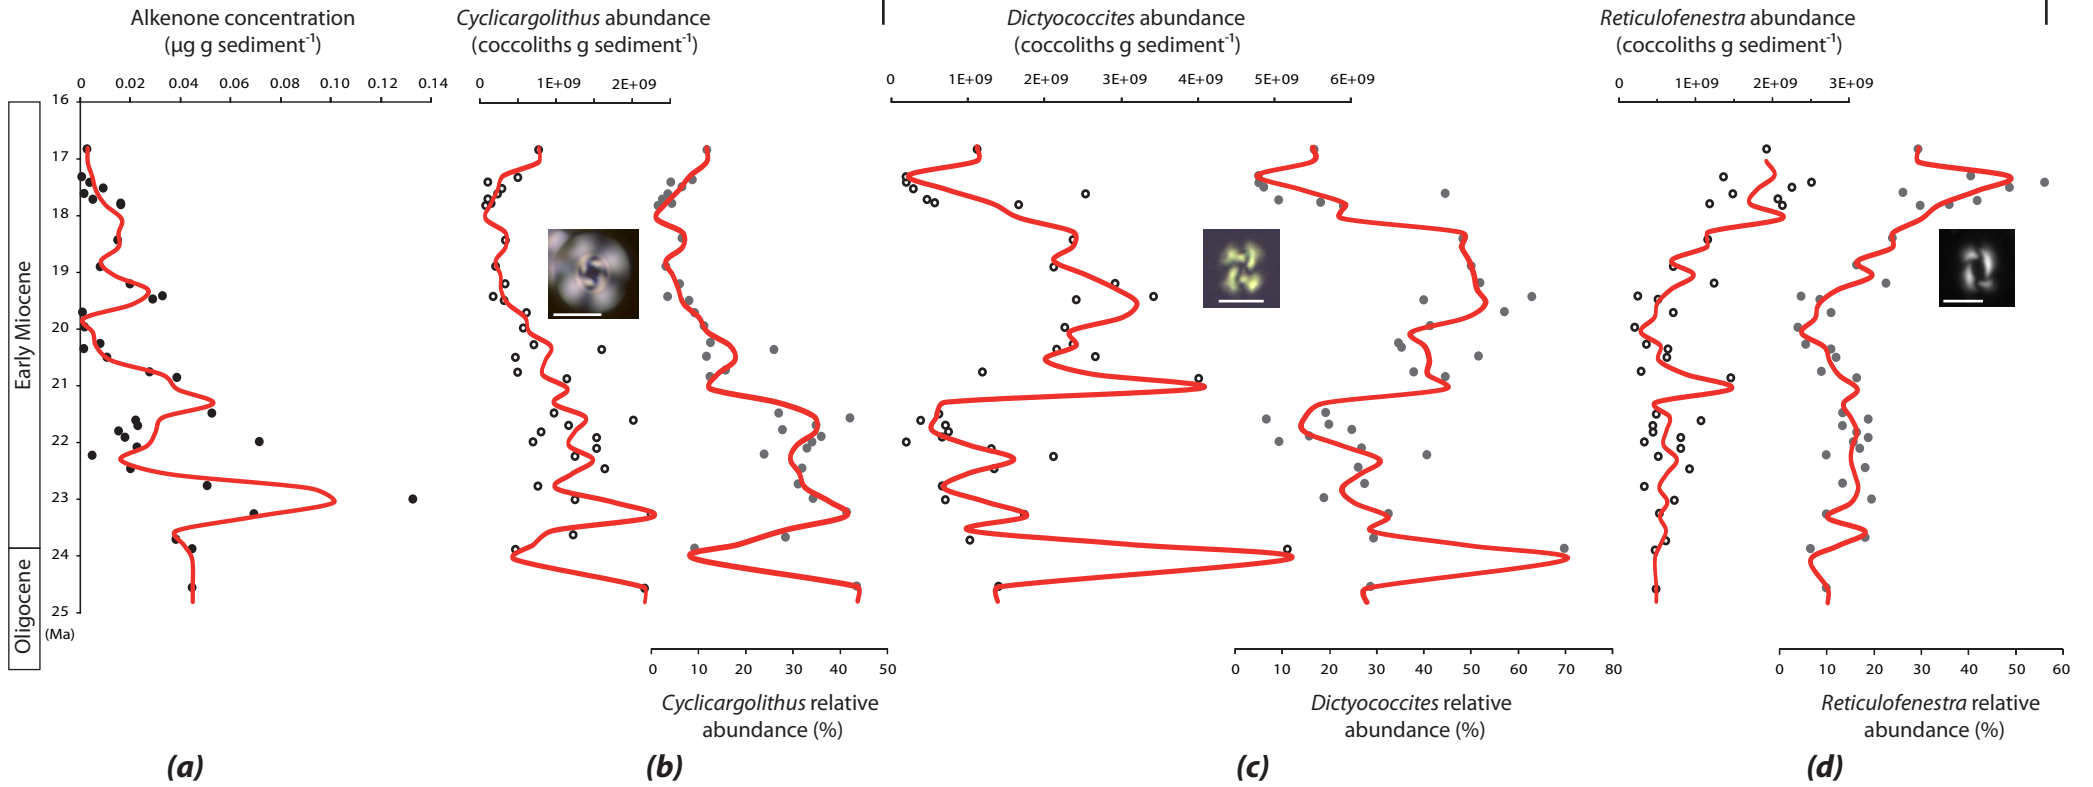 Alkenone concentration
(µg g sediment⁻¹)
Cyclicargolithus abundance
(coccoliths g sediment⁻¹)
Dictyococcites abundance
(coccoliths g sediment⁻¹)
Reticulofenestra abundance
(coccoliths g sediment⁻¹)
0 0.02 0.04 0.06 0.08 0.10 0.12 0.14
0 1E+09 2E+09
0 1E+09 2E+09 3E+09 4E+09 5E+09 6E+09
0 1E+09 2E+09 3E+09
16
17
18
19
20
21
22
23
24
25
(Ma)
Early Miocene
Oligocene
0 10 20 30 40 50
0 10 20 30 40 50 60 70 80
0 10 20 30 40 50 60
Cyclicargolithus relative
abundance (%)
Dictyococcites relative
abundance (%)
Reticulofenestra relative
abundance (%)
(a)
(b)
(c)
(d)